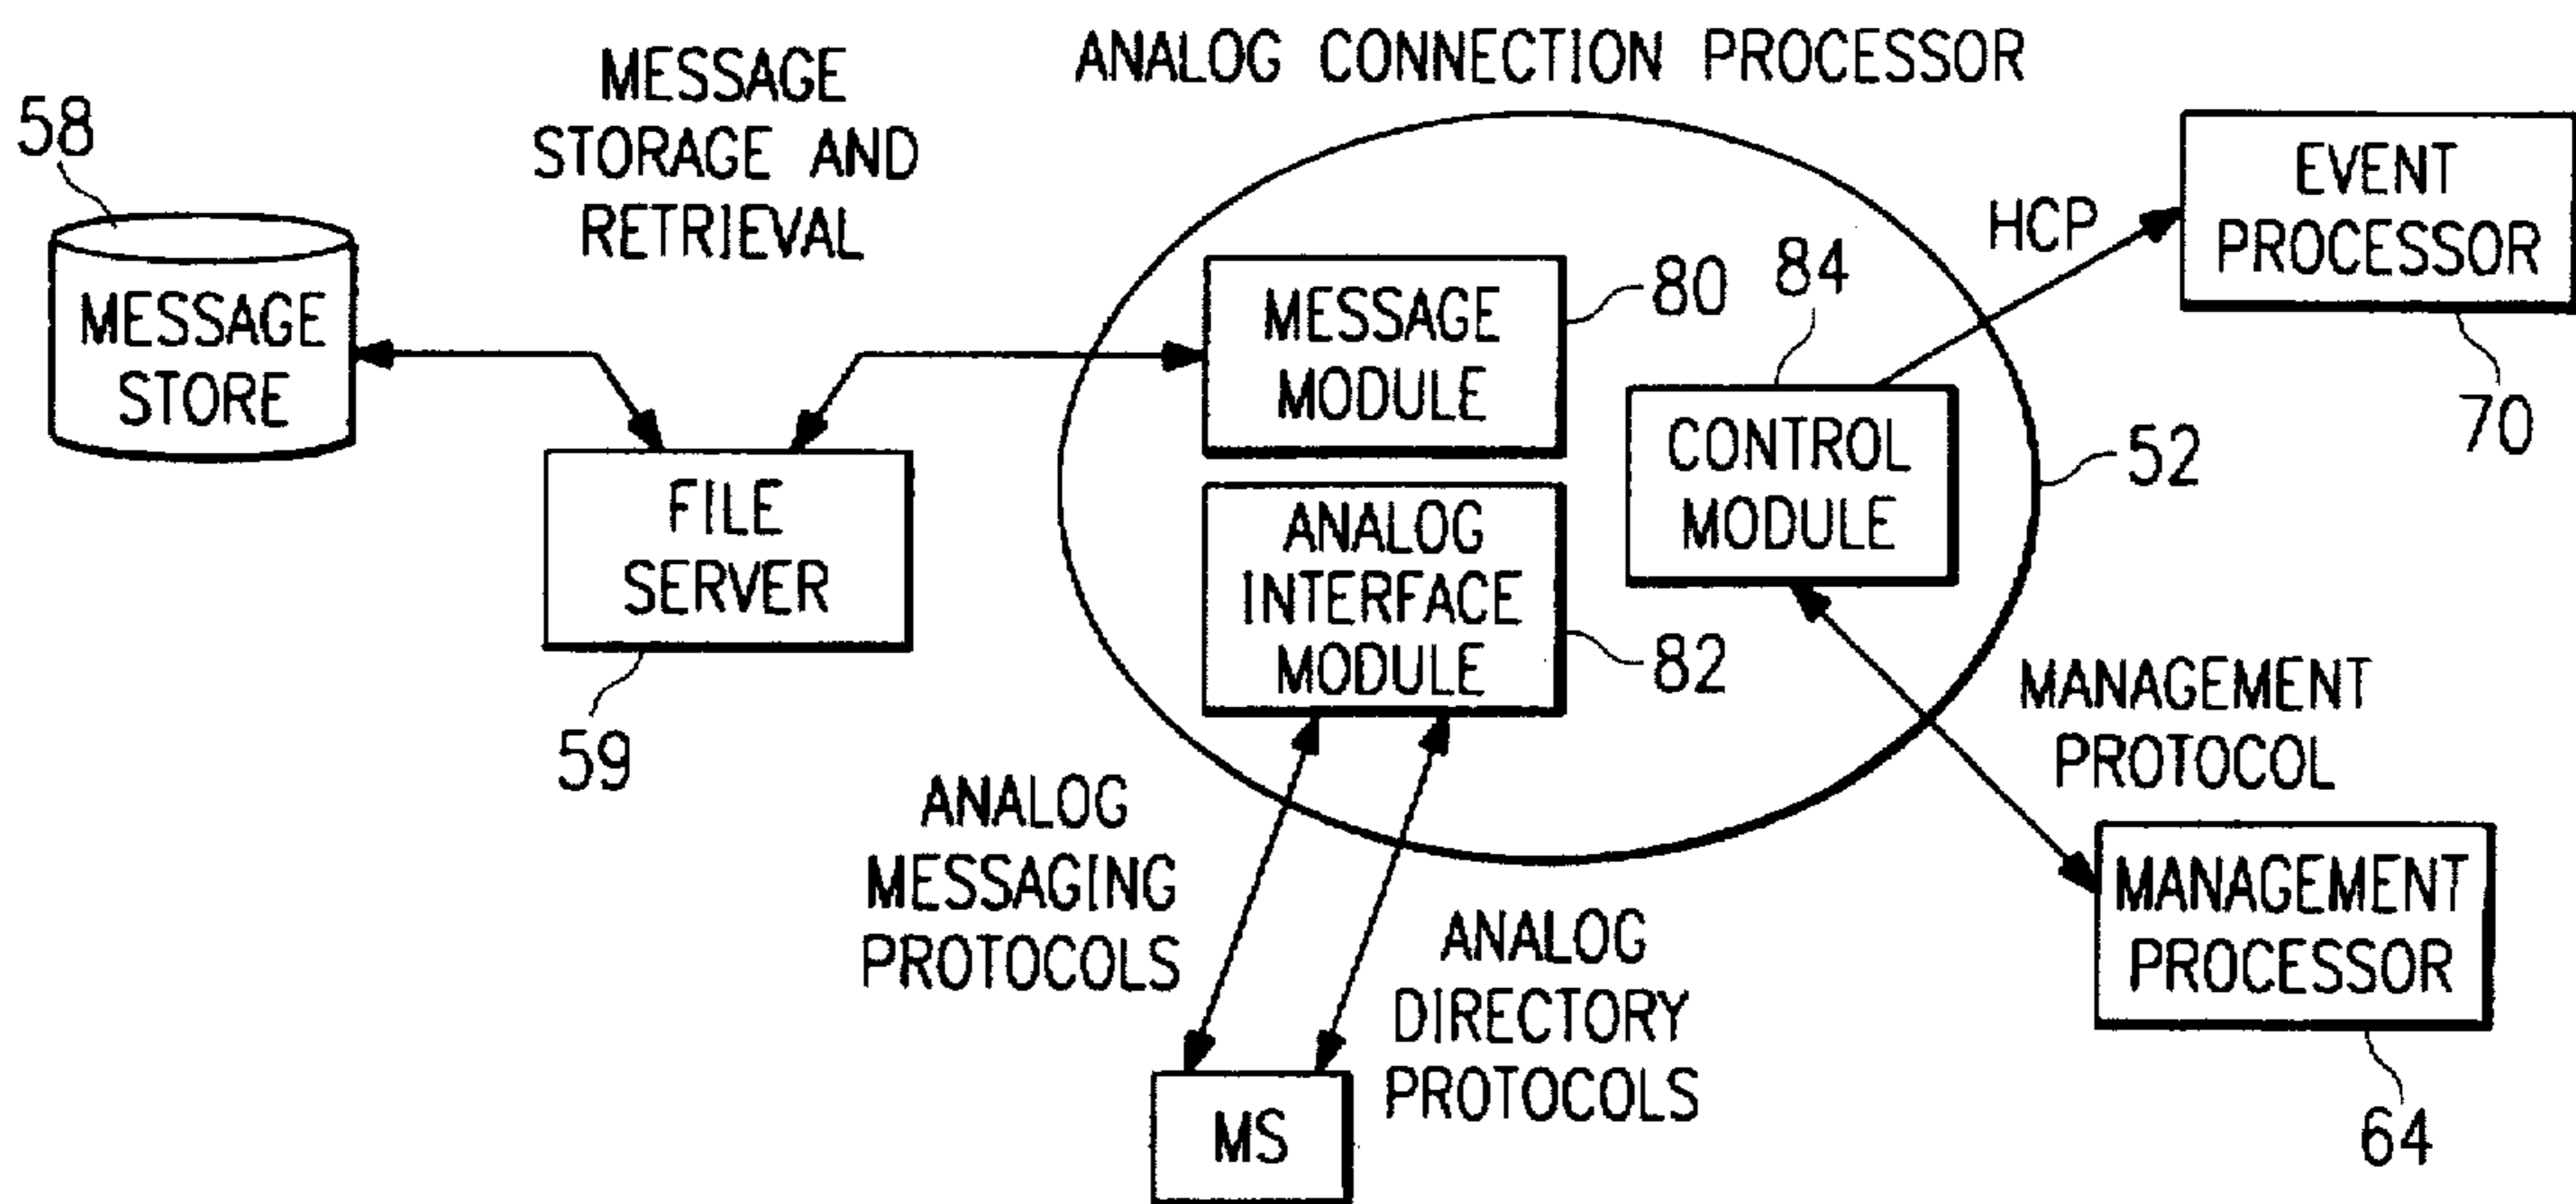 ANALOG CONNECTION PROCESSOR
MESSAGE
STORAGE AND
RETRIEVAL
58
MESSAGE
STORE
FILE
SERVER
59
MESSAGE
MODULE
80
ANALOG
INTERFACE
MODULE
82
84
CONTROL
MODULE
52
HCP
EVENT
PROCESSOR
70
MANAGEMENT
PROTOCOL
MANAGEMENT
PROCESSOR
64
ANALOG
MESSAGING
PROTOCOLS
ANALOG
DIRECTORY
PROTOCOLS
MS